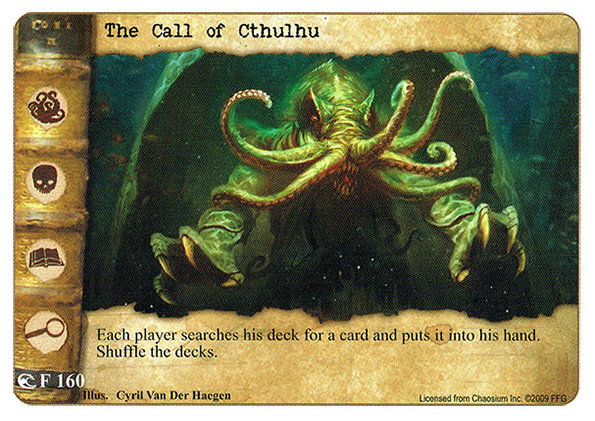 The Call of Cthulhu
Each player searches his deck for a card and puts it into his hand.
Shuffle the decks.
F 160
Illus. Cyril Van Der Haegen
Licensed from Chaosium Inc. ©2009 FFG